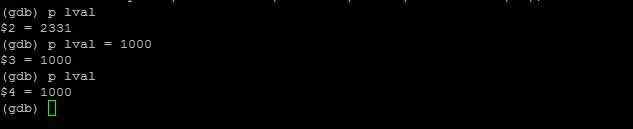 (gdb) p lval
$2 = 2331
(gdb) p lval = 1000
$3 = 1000
(gdb) p lval
$4 = 1000
(gdb)